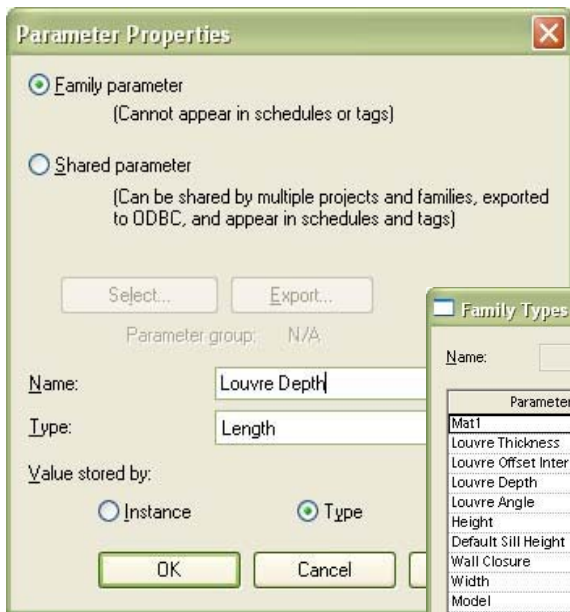 Parameter Properties
Family parameter
(Cannot appear in schedules or tags)
Shared parameter
(Can be shared by multiple projects and families, exported
to ODBC, and appear in schedules and tags)
Select...
Export...
Parameter group: N/A
Name:
Louvre Depth
Type:
Length
Value stored by:
Instance
Type
OK
Cancel
Family Types
Name:
Parameter
Mat1
Louvre Thickness
Louvre Offset Inter
Louvre Depth
Louvre Angle
Height
Default Sill Height
Wall Closure
Width
Model